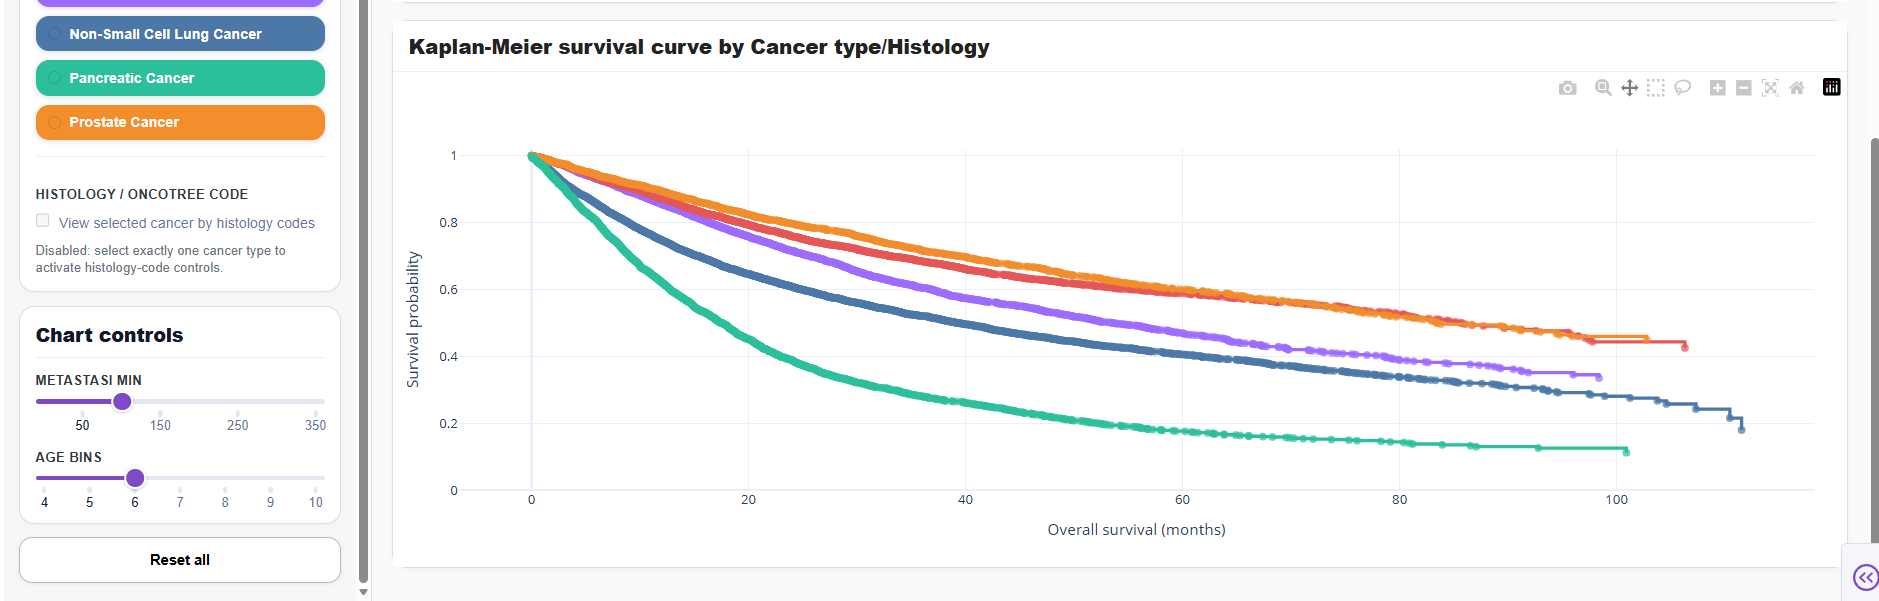 Non-Small Cell Lung Cancer
Pancreatic Cancer
Prostate Cancer
HISTOLOGY / ONCOTREE CODE
View selected cancer by histology codes
Disabled: select exactly one cancer type to
activate histology-code controls.
Chart controls
METASTASI MIN
50 150 250 350
AGE BINS
4 5 6 7 8 9 10
Reset all
Kaplan-Meier survival curve by Cancer type/Histology
Survival probability
1
0.8
0.6
0.4
0.2
0
0 20 40 60 80 100
Overall survival (months)